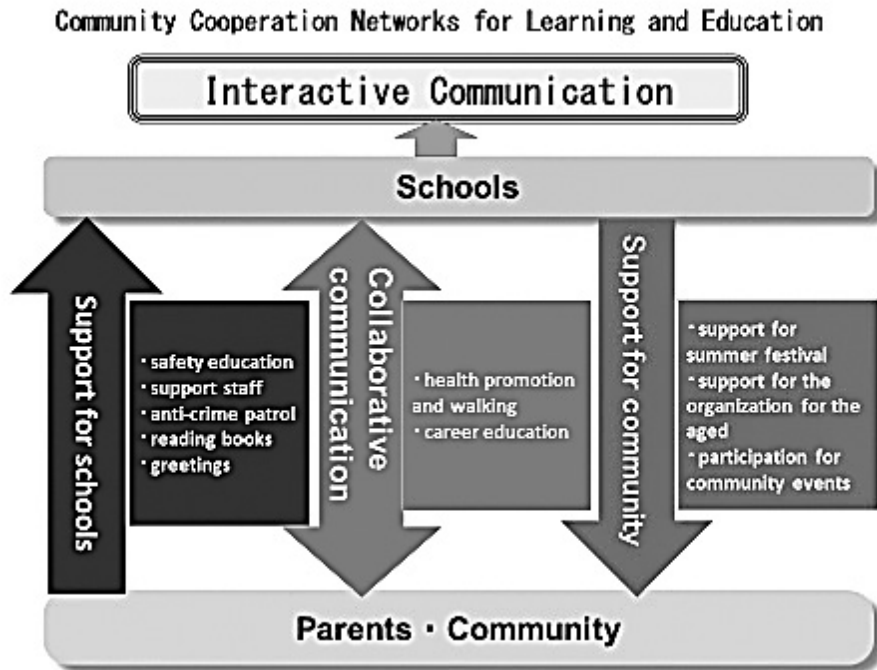 Community Cooperation Networks for Learning and Education
Interactive Communication
Schools
Support for schools
・safety education
・support staff
・anti-crime patrol
・reading books
・greetings
Collaborative
communication
・health promotion
and walking
・career education
Support for community
・support for
summer festival
・support for the
organization for the
aged
・participation for
community events
Parents・Community